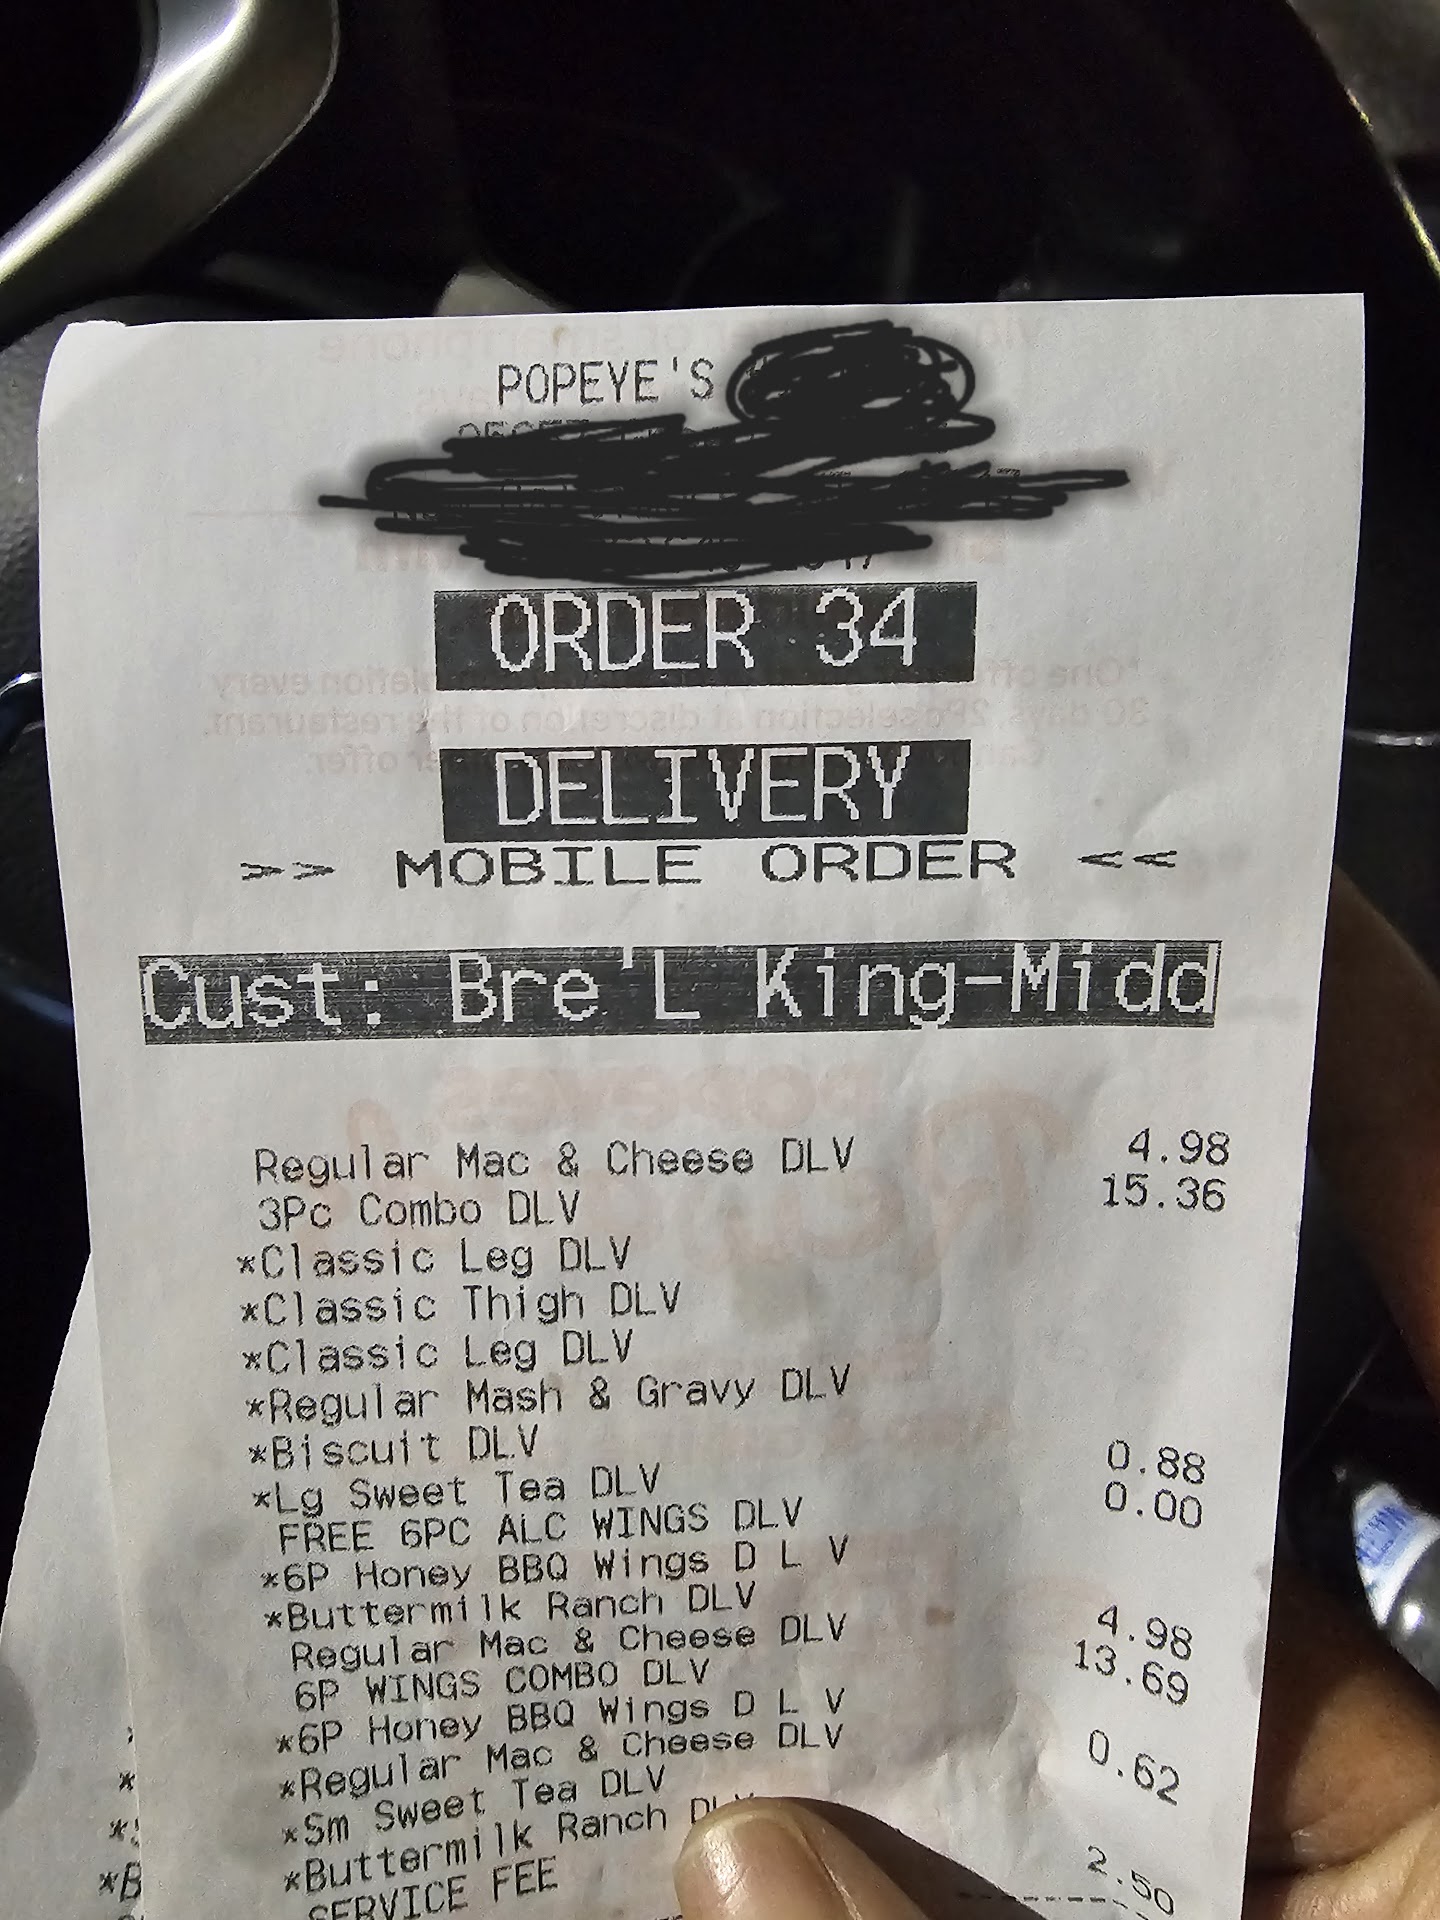 POPEYE'S
ORDER 34
DELIVERY
>> MOBILE ORDER <<
Cust: Bre'L King-Midd
Regular Mac & Cheese DLV 4.98
3Pc Combo DLV 15.36
*Classic Leg DLV
*Classic Thigh DLV
*Classic Leg DLV
*Regular Mash & Gravy DLV
*Biscuit DLV
*Lg Sweet Tea DLV 0.88
FREE 6PC ALC WINGS DLV 0.00
*6P Honey BBQ Wings D L V
*Buttermilk Ranch DLV
Regular Mac & Cheese DLV 4.98
6P WINGS COMBO DLV 13.69
*6P Honey BBQ Wings D L V
*Regular Mac & Cheese DLV
*Sm Sweet Tea DLV 0.62
*Buttermilk Ranch DLV
SERVICE FEE 2.50